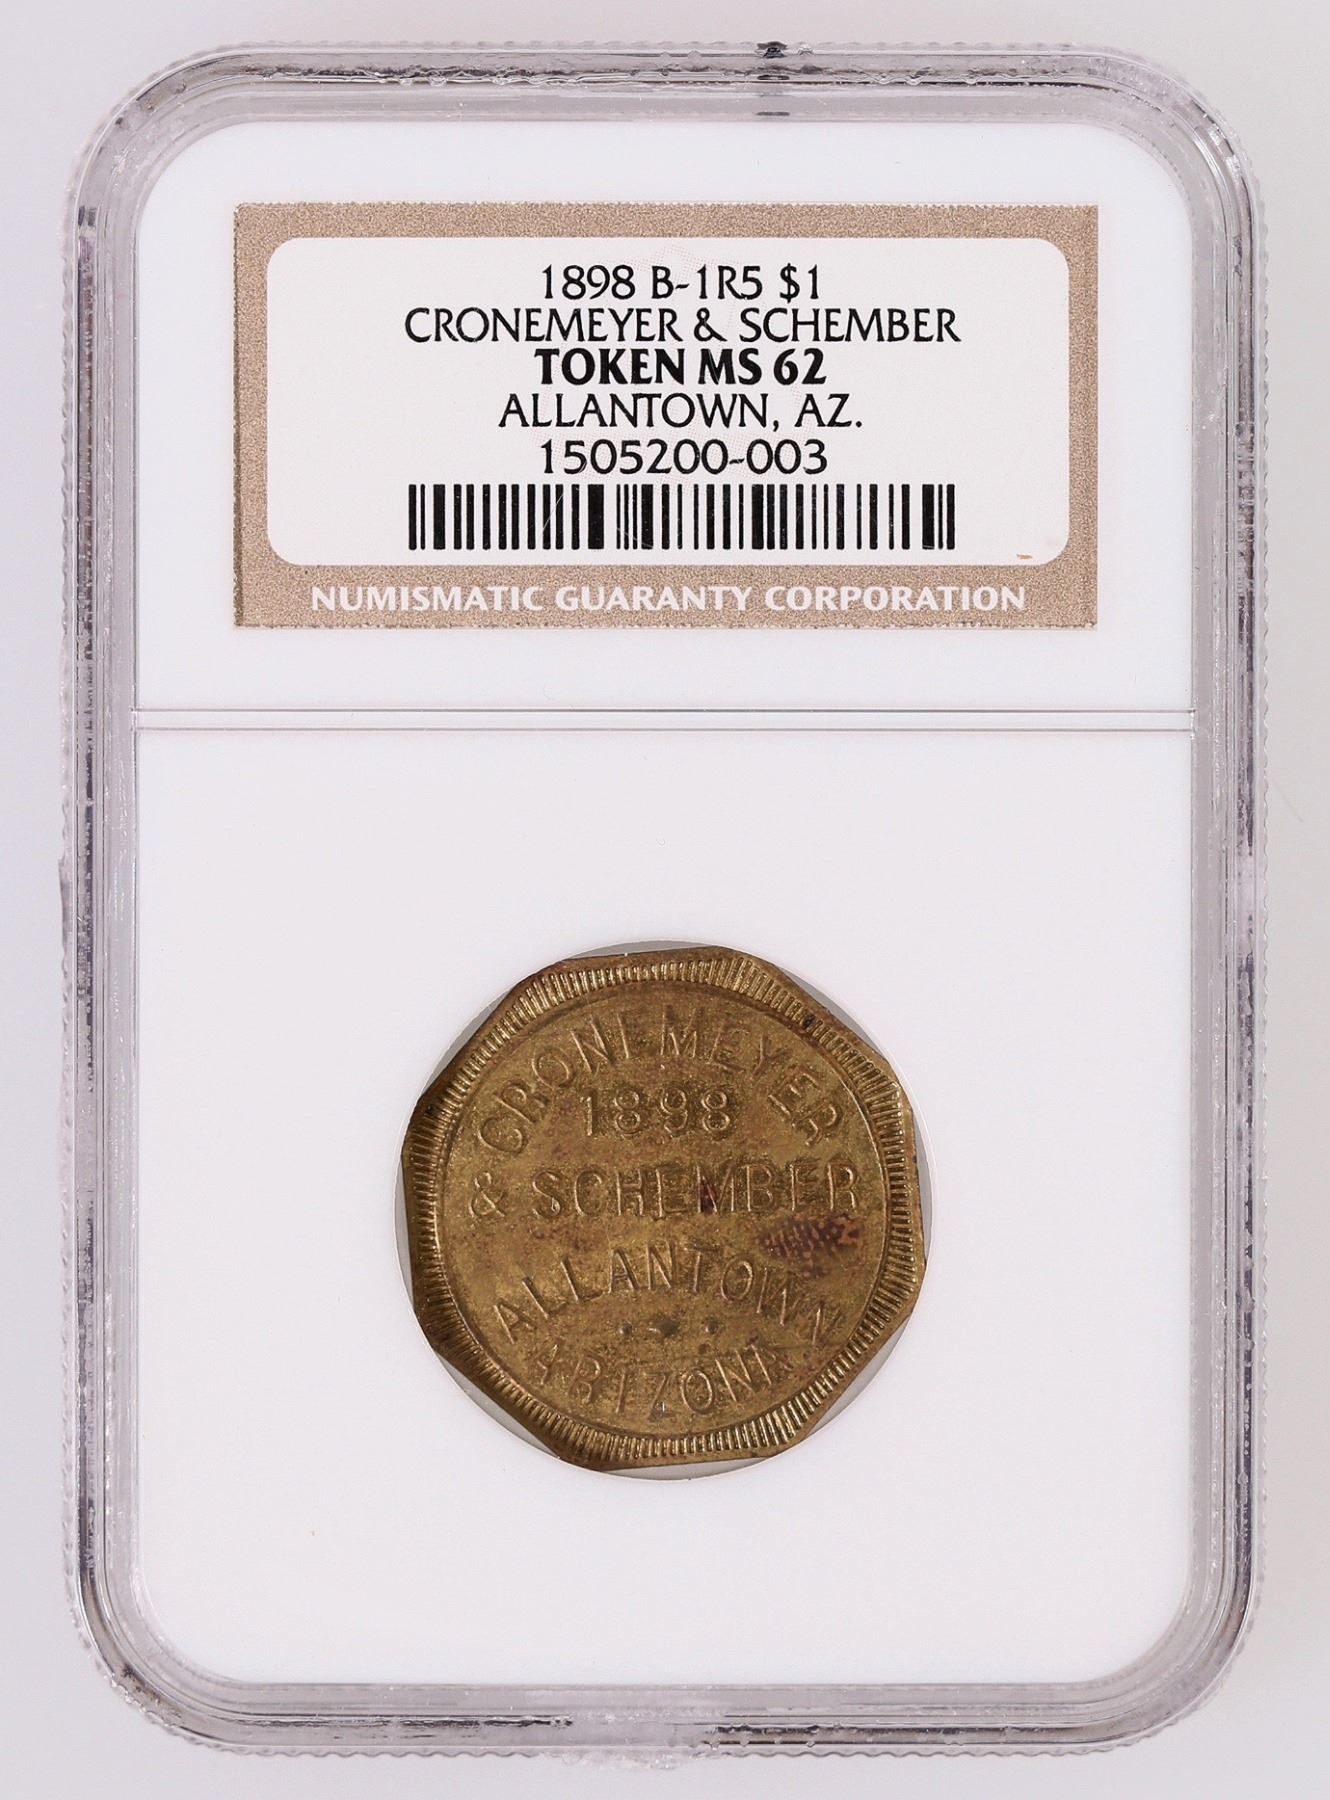 1898 B-1R5 $1
CRONEMEYER & SCHEMBER
TOKEN MS 62
ALLANTOWN, AZ.
1505200-003
NUMISMATIC GUARANTY CORPORATION
CRONEMEYER
1898
& SCHEMBER
ALLANTOWN
ARIZONA